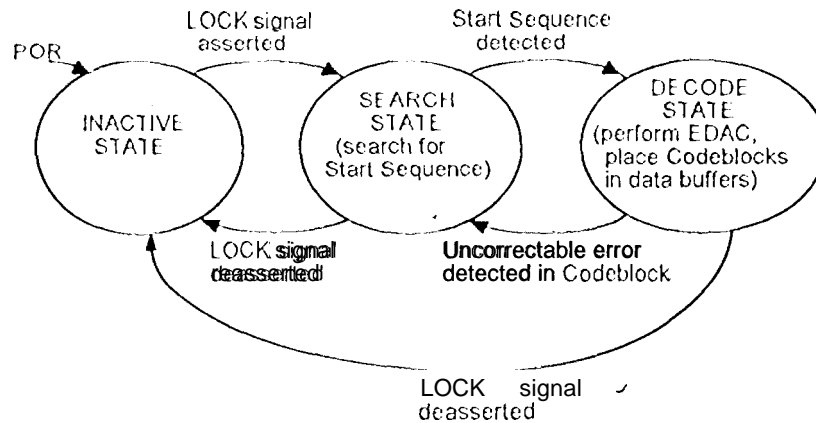 POR
LOCK signal
asserted
Start Sequence
detected
INACTIVE
STATE
SEARCH
STATE
(search for
Start Sequence)
DECODE
STATE
(perform EDAC,
place Codeblocks
in data buffers)
LOCK signal
deasserted
Uncorrectable error
detected in Codeblock
LOCK signal
deasserted